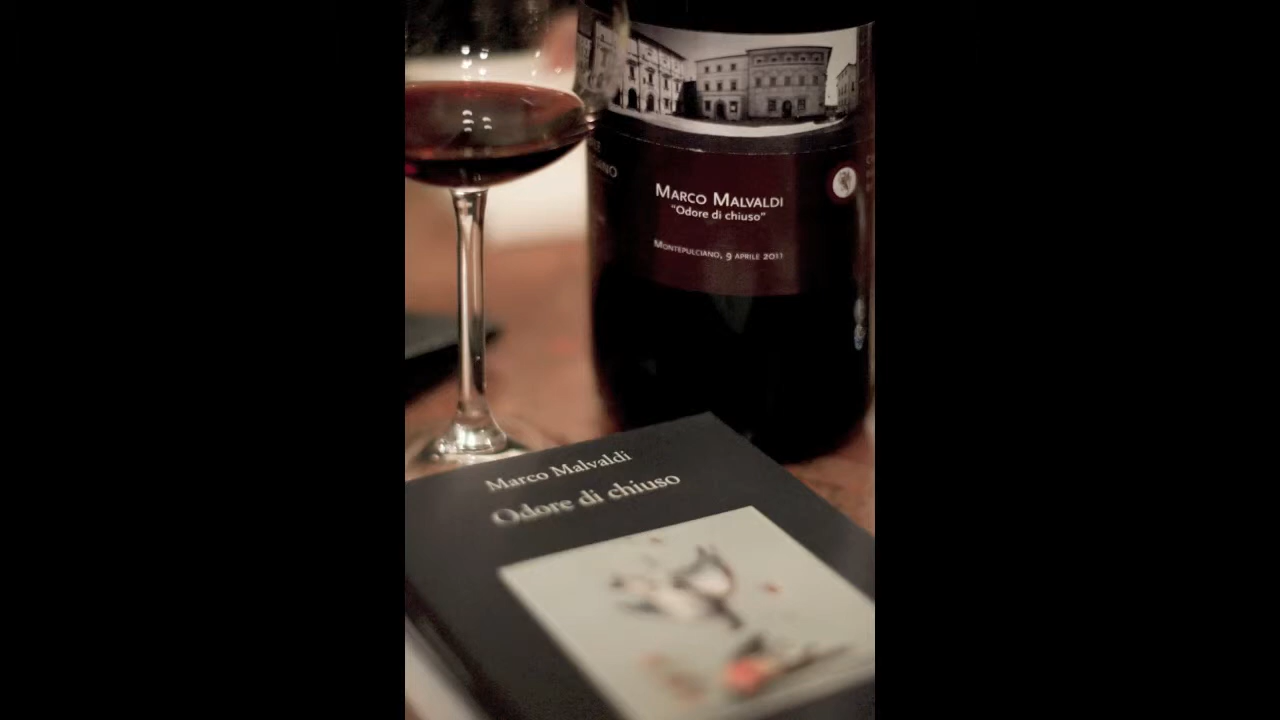 Marco Malvaldi
"Odore di chiuso"
Montepulciano, 9 aprile 2011
Marco Malvaldi
Odore di chiuso